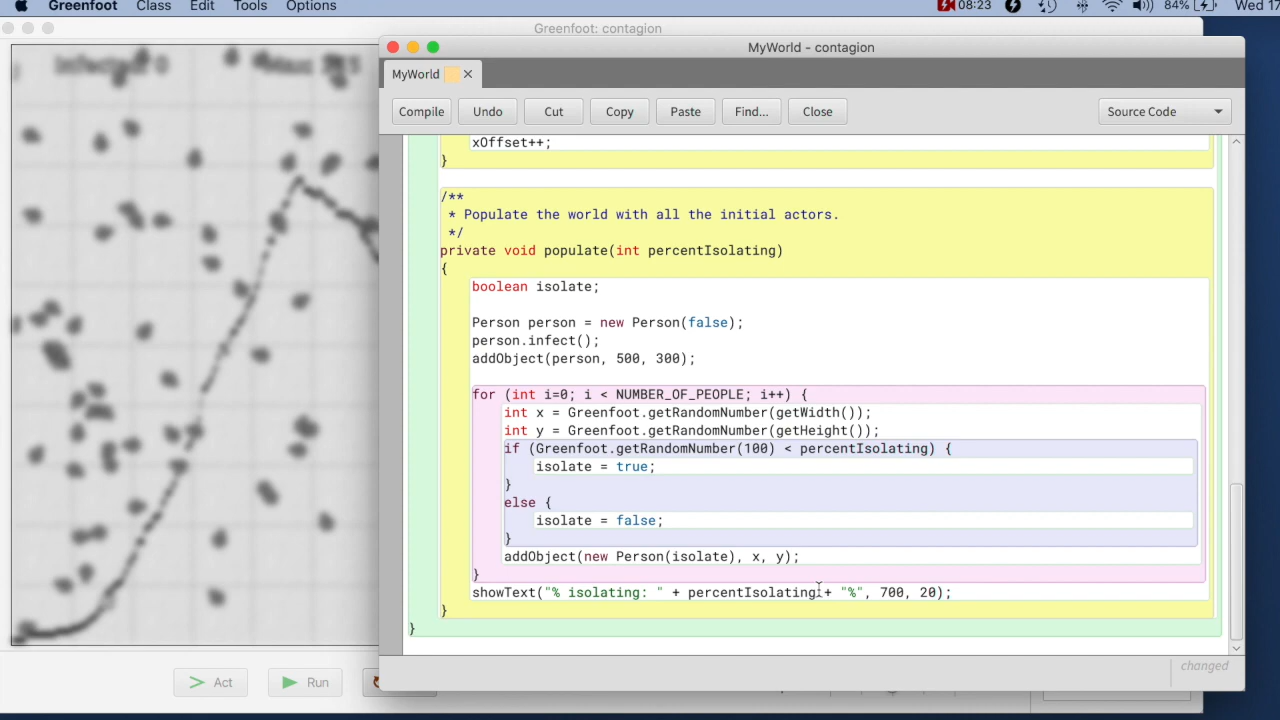 Greenfoot Class Edit Tools Options 08:23 84% Wed 17
Greenfoot: contagion
MyWorld - contagion
MyWorld
Compile Undo Cut Copy Paste Find... Close Source Code
Infected: 0
xOffset++;
}
/**
* Populate the world with all the initial actors.
*/
private void populate(int percentIsolating)
{
boolean isolate;
Person person = new Person(false);
person.infect();
addObject(person, 500, 300);
for (int i=0; i < NUMBER_OF_PEOPLE; i++) {
int x = Greenfoot.getRandomNumber(getWidth());
int y = Greenfoot.getRandomNumber(getHeight());
if (Greenfoot.getRandomNumber(100) < percentIsolating) {
isolate = true;
}
else {
isolate = false;
}
addObject(new Person(isolate), x, y);
}
showText("% isolating: " + percentIsolating + "%", 700, 20);
}
}
changed
Act Run